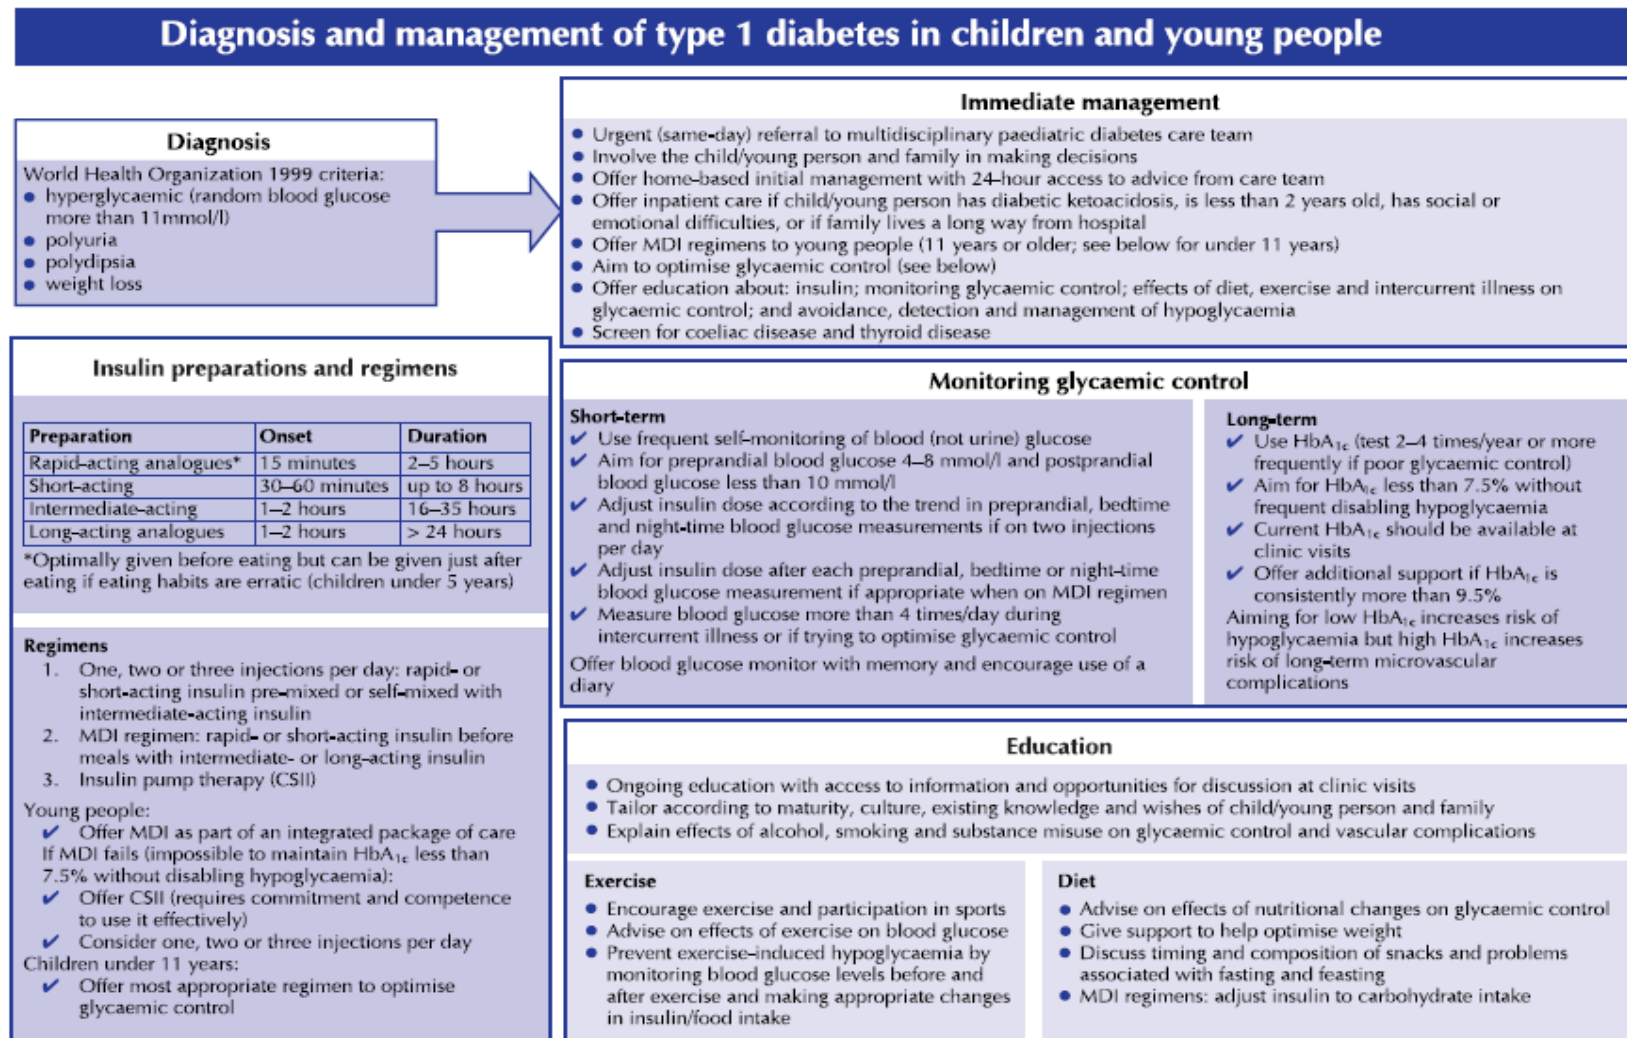 Diagnosis and management of type 1 diabetes in children and young people
Diagnosis
World Health Organization 1999 criteria:
● hyperglycaemic (random blood glucose
more than 11mmol/l)
● polyuria
● polydipsia
● weight loss
Immediate management
● Urgent (same-day) referral to multidisciplinary paediatric diabetes care team
● Involve the child/young person and family in making decisions
● Offer home-based initial management with 24-hour access to advice from care team
● Offer inpatient care if child/young person has diabetic ketoacidosis, is less than 2 years old, has social or
emotional difficulties, or if family lives a long way from hospital
● Offer MDI regimens to young people (11 years or older; see below for under 11 years)
● Aim to optimise glycaemic control (see below)
● Offer education about: insulin; monitoring glycaemic control; effects of diet, exercise and intercurrent illness on
glycaemic control; and avoidance, detection and management of hypoglycaemia
● Screen for coeliac disease and thyroid disease
Insulin preparations and regimens
Preparation Onset Duration
Rapid-acting analogues* 15 minutes 2–5 hours
Short-acting 30–60 minutes up to 8 hours
Intermediate-acting 1–2 hours 16–35 hours
Long-acting analogues 1–2 hours > 24 hours
*Optimally given before eating but can be given just after
eating if eating habits are erratic (children under 5 years)
Regimens
1. One, two or three injections per day: rapid- or
short-acting insulin pre-mixed or self-mixed with
intermediate-acting insulin
2. MDI regimen: rapid- or short-acting insulin before
meals with intermediate- or long-acting insulin
3. Insulin pump therapy (CSII)
Young people:
✔ Offer MDI as part of an integrated package of care
If MDI fails (impossible to maintain HbA1c less than
7.5% without disabling hypoglycaemia):
✔ Offer CSII (requires commitment and competence
to use it effectively)
✔ Consider one, two or three injections per day
Children under 11 years:
✔ Offer most appropriate regimen to optimise
glycaemic control
Monitoring glycaemic control
Short-term
✔ Use frequent self-monitoring of blood (not urine) glucose
✔ Aim for preprandial blood glucose 4–8 mmol/l and postprandial
blood glucose less than 10 mmol/l
✔ Adjust insulin dose according to the trend in preprandial, bedtime
and night-time blood glucose measurements if on two injections
per day
✔ Adjust insulin dose after each preprandial, bedtime or night-time
blood glucose measurement if appropriate when on MDI regimen
✔ Measure blood glucose more than 4 times/day during
intercurrent illness or if trying to optimise glycaemic control
Offer blood glucose monitor with memory and encourage use of a
diary
Long-term
✔ Use HbA1c (test 2–4 times/year or more
frequently if poor glycaemic control)
✔ Aim for HbA1c less than 7.5% without
frequent disabling hypoglycaemia
✔ Current HbA1c should be available at
clinic visits
✔ Offer additional support if HbA1c is
consistently more than 9.5%
Aiming for low HbA1c increases risk of
hypoglycaemia but high HbA1c increases
risk of long-term microvascular
complications
Education
● Ongoing education with access to information and opportunities for discussion at clinic visits
● Tailor according to maturity, culture, existing knowledge and wishes of child/young person and family
● Explain effects of alcohol, smoking and substance misuse on glycaemic control and vascular complications
Exercise
● Encourage exercise and participation in sports
● Advise on effects of exercise on blood glucose
● Prevent exercise-induced hypoglycaemia by
monitoring blood glucose levels before and
after exercise and making appropriate changes
in insulin/food intake
Diet
● Advise on effects of nutritional changes on glycaemic control
● Give support to help optimise weight
● Discuss timing and composition of snacks and problems
associated with fasting and feasting
● MDI regimens: adjust insulin to carbohydrate intake